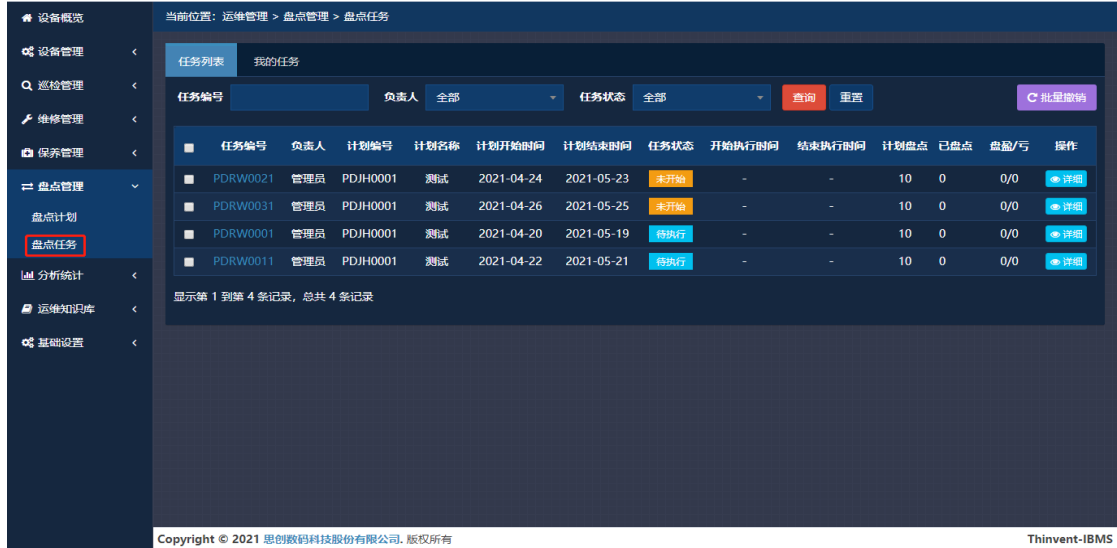 设备概览
设备管理
巡检管理
维修管理
保养管理
盘点管理
盘点计划
盘点任务
分析统计
运维知识库
基础设置
当前位置：运维管理 > 盘点管理 > 盘点任务
任务列表 我的任务
任务编号 负责人 全部 任务状态 全部 查询 重置 批量撤销
任务编号 负责人 计划编号 计划名称 计划开始时间 计划结束时间 任务状态 开始执行时间 结束执行时间 计划盘点 已盘点 盘盈/亏 操作
PDRW0021 管理员 PDJH0001 测试 2021-04-24 2021-05-23 未开始 - - 10 0 0/0 详细
PDRW0031 管理员 PDJH0001 测试 2021-04-26 2021-05-25 未开始 - - 10 0 0/0 详细
PDRW0001 管理员 PDJH0001 测试 2021-04-20 2021-05-19 待执行 - - 10 0 0/0 详细
PDRW0011 管理员 PDJH0001 测试 2021-04-22 2021-05-21 待执行 - - 10 0 0/0 详细
显示第 1 到第 4 条记录，总共 4 条记录
Copyright © 2021 思创数码科技股份有限公司. 版权所有 Thinvent-IBMS